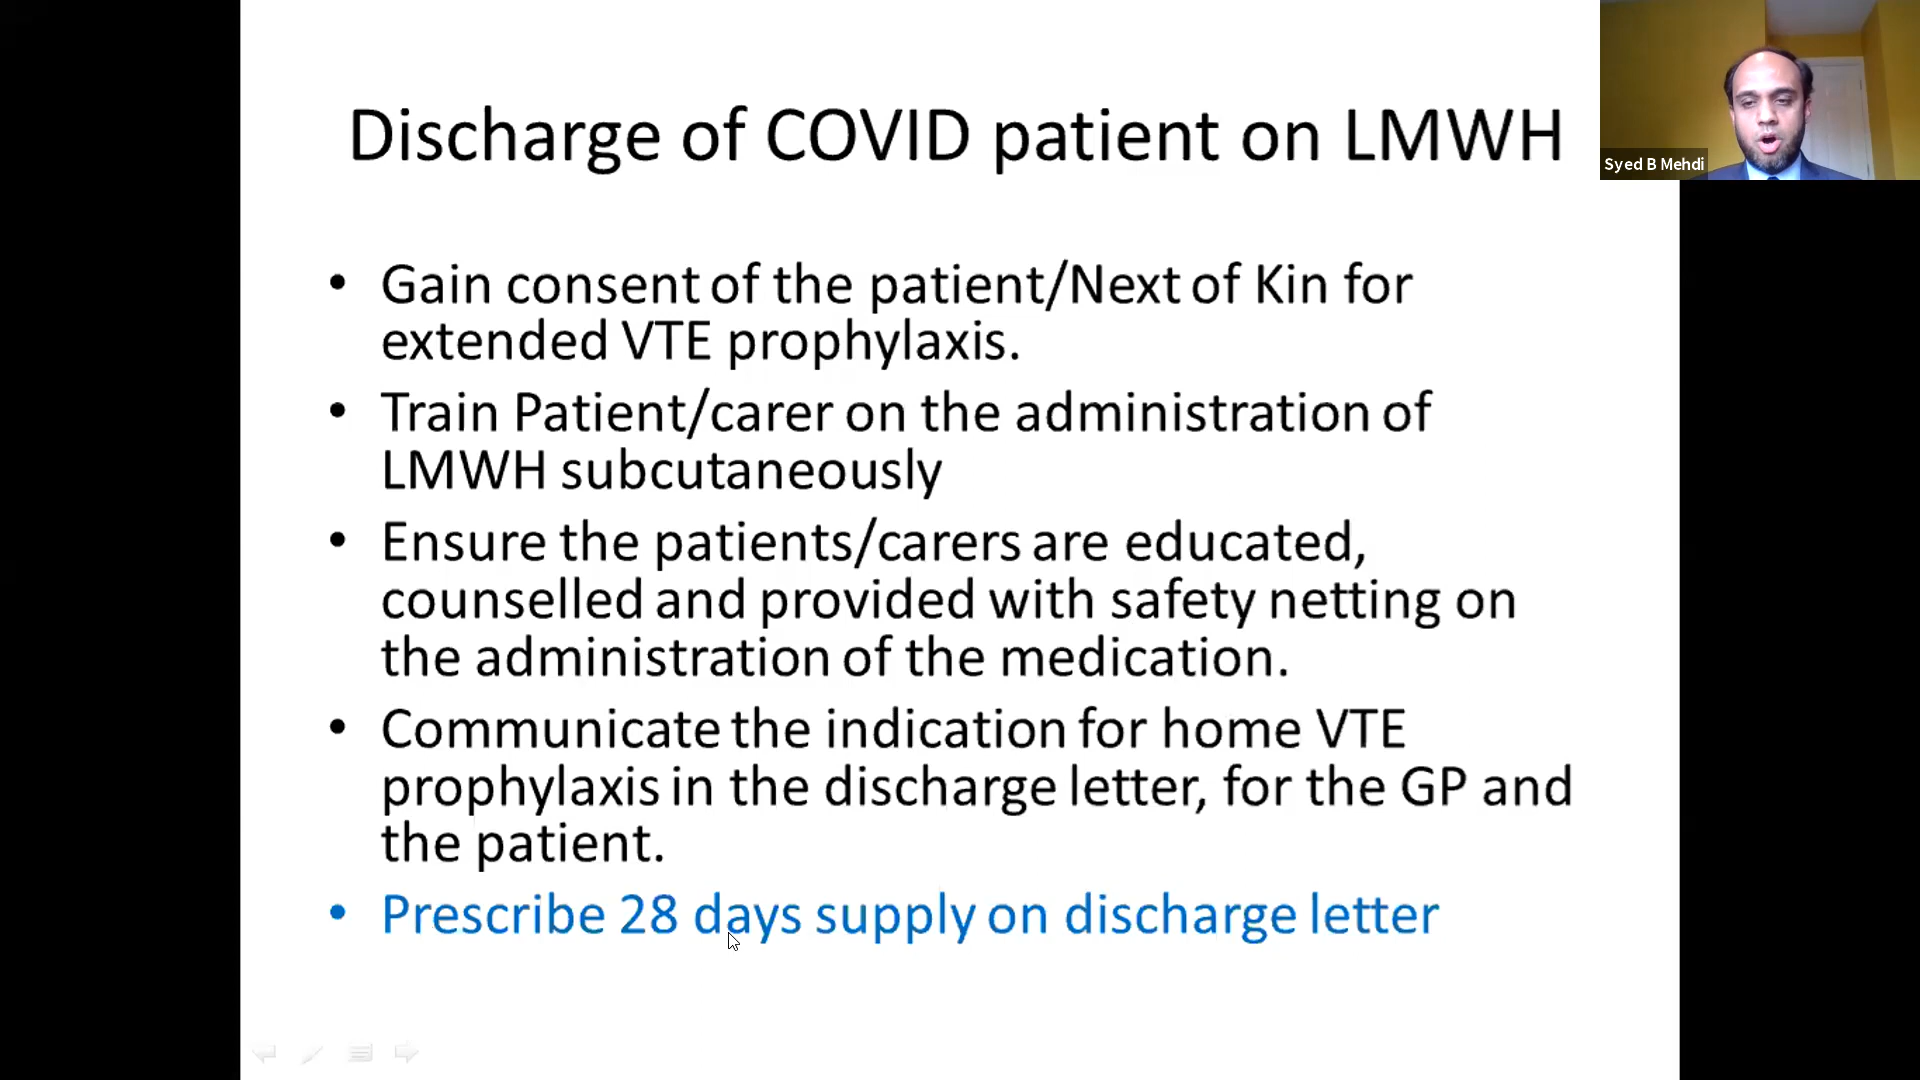 Discharge of COVID patient on LMWH
Syed B Mehdi
• Gain consent of the patient/Next of Kin for
extended VTE prophylaxis.
• Train Patient/carer on the administration of
LMWH subcutaneously
• Ensure the patients/carers are educated,
counselled and provided with safety netting on
the administration of the medication.
• Communicate the indication for home VTE
prophylaxis in the discharge letter, for the GP and
the patient.
• Prescribe 28 days supply on discharge letter